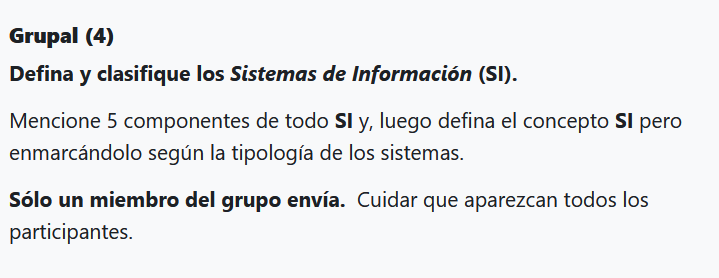 Grupal (4)
Defina y clasifique los Sistemas de Información (SI).
Mencione 5 componentes de todo SI y, luego defina el concepto SI pero
enmarcándolo según la tipología de los sistemas.
Sólo un miembro del grupo envía. Cuidar que aparezcan todos los
participantes.